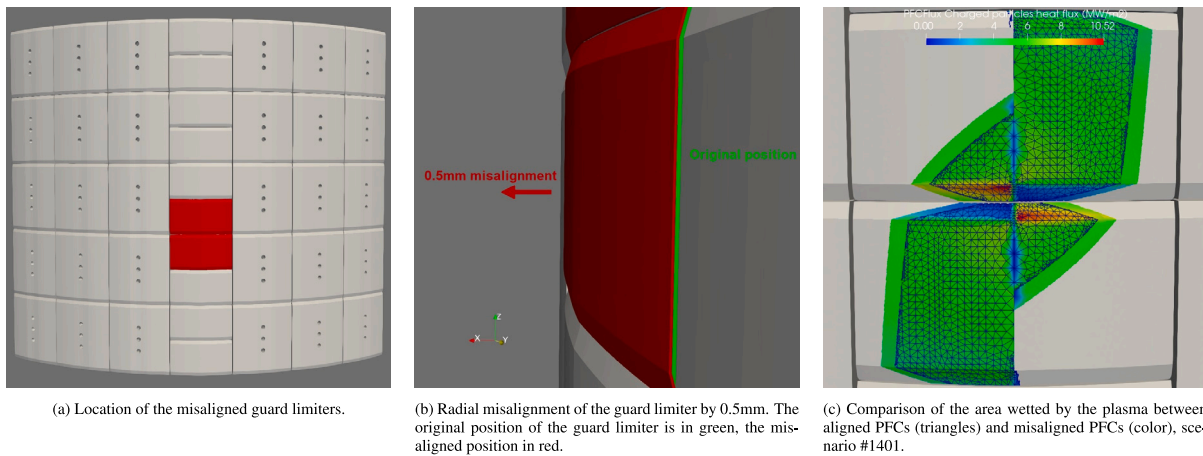 PFCFlux Charged particles heat flux (MW/m2)
0.00 2 4 6 8 10.52
0.5mm misalignment
Original position
Z
X
Y
(a) Location of the misaligned guard limiters.
(b) Radial misalignment of the guard limiter by 0.5mm. The
original position of the guard limiter is in green, the mis-
aligned position in red.
(c) Comparison of the area wetted by the plasma between
aligned PFCs (triangles) and misaligned PFCs (color), sce-
nario #1401.